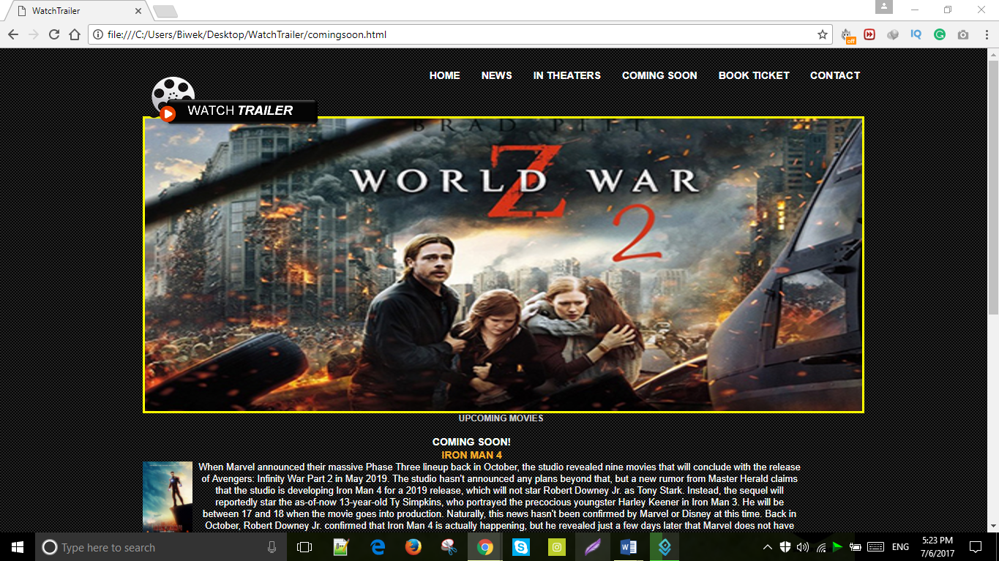 WatchTrailer
file:///C:/Users/Biwek/Desktop/WatchTrailer/comingsoon.html
off
IQ
HOME NEWS IN THEATERS COMING SOON BOOK TICKET CONTACT
WATCH TRAILER
BRAD PITT
WORLD WAR Z
2
UPCOMING MOVIES
COMING SOON!
IRON MAN 4
When Marvel announced their massive Phase Three lineup back in October, the studio revealed nine movies that will conclude with the release
of Avengers: Infinity War Part 2 in May 2019. The studio hasn't announced any plans beyond that, but a new rumor from Master Herald claims
that the studio is developing Iron Man 4 for a 2019 release, which will not star Robert Downey Jr. as Tony Stark. Instead, the sequel will
reportedly star the as-of-now 13-year-old Ty Simpkins, who portrayed the precocious youngster Harley Keener in Iron Man 3. He will be
between 17 and 18 when the movie goes into production. Naturally, this news hasn't been confirmed by Marvel or Disney at this time. Back in
October, Robert Downey Jr. confirmed that Iron Man 4 is actually happening, but he revealed just a few days later that Marvel does not have
Type here to search
ENG
5:23 PM
7/6/2017